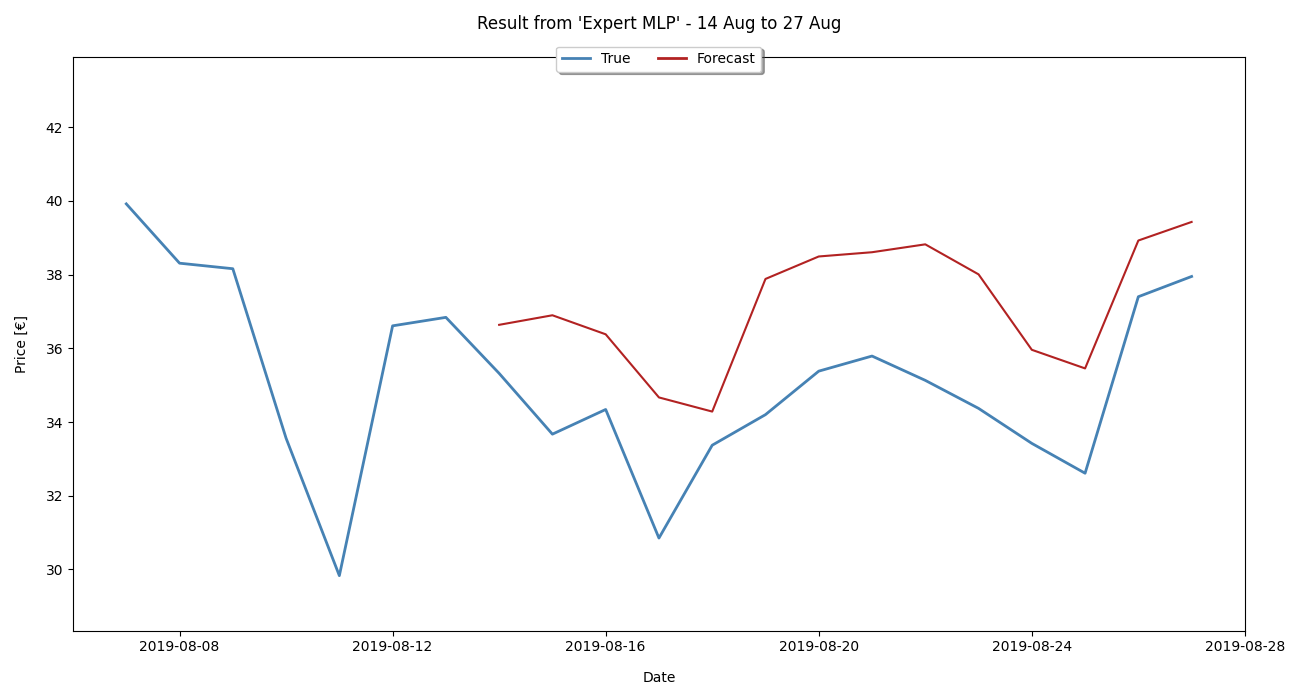 Result from 'Expert MLP' - 14 Aug to 27 Aug
True Forecast
42
40
38
36
34
32
30
Price [€]
2019-08-08 2019-08-12 2019-08-16 2019-08-20 2019-08-24 2019-08-28
Date